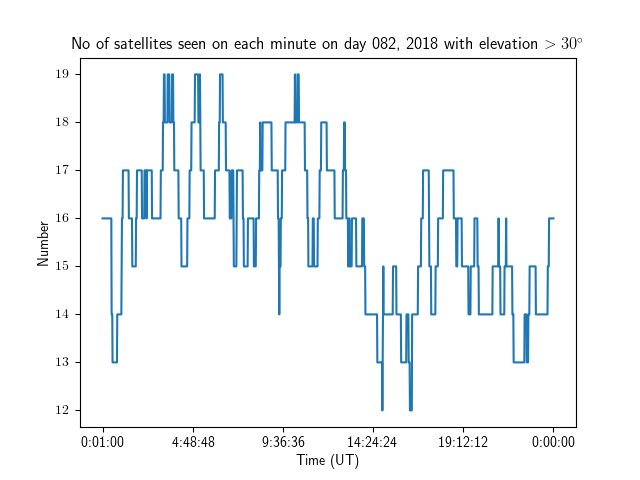 No of satellites seen on each minute on day 082, 2018 with elevation > 30°
19
18
17
16
15
14
13
12
Number
0:01:00 4:48:48 9:36:36 14:24:24 19:12:12 0:00:00
Time (UT)